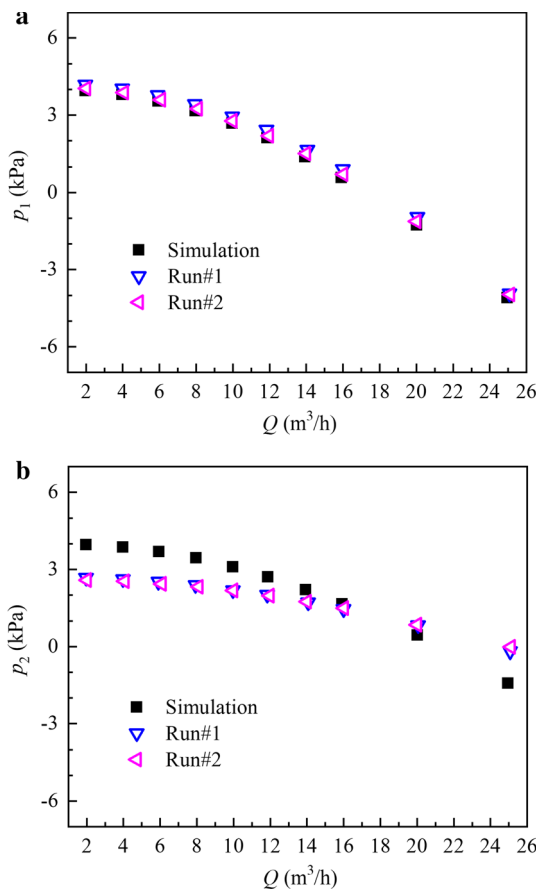 a
6
3
0
-3
-6
p₁ (kPa)
Simulation
Run#1
Run#2
2 4 6 8 10 12 14 16 18 20 22 24 26
Q (m³/h)
b
6
3
0
-3
-6
p₂ (kPa)
Simulation
Run#1
Run#2
2 4 6 8 10 12 14 16 18 20 22 24 26
Q (m³/h)